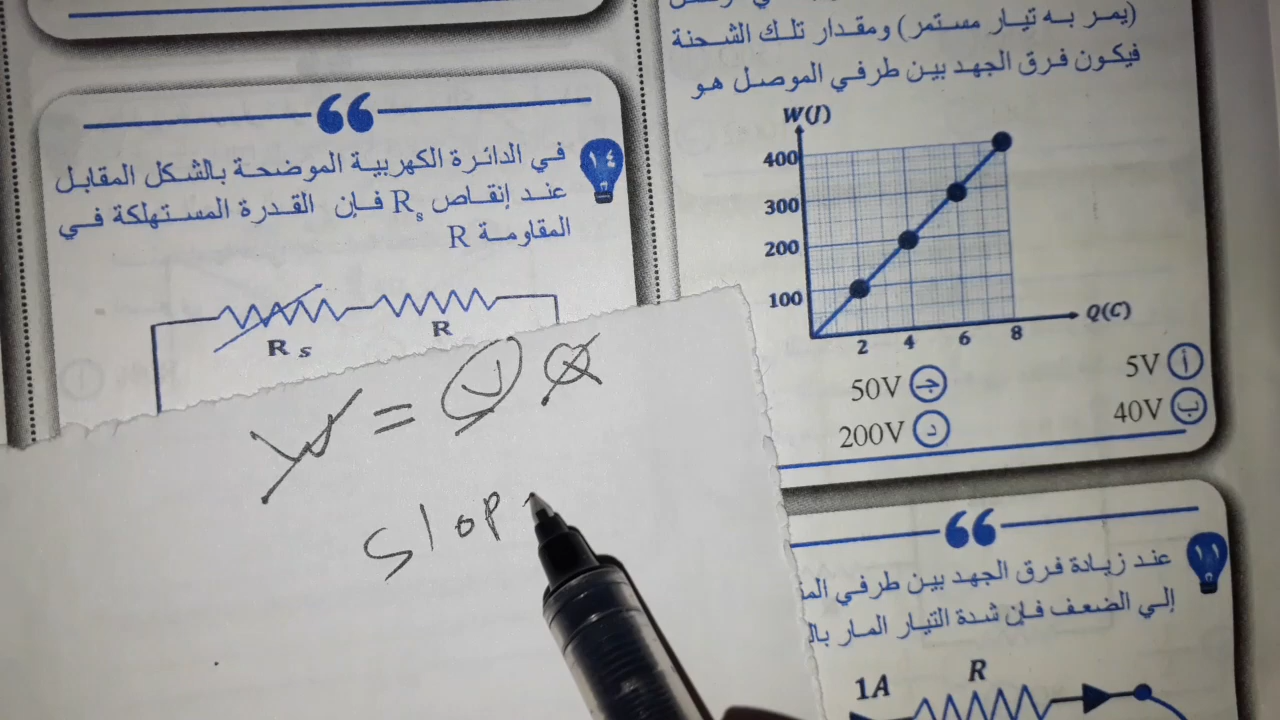 (يمر به تيار مستمر) ومقدار تلك الشحنة
فيكون فرق الجهد بين طرفي الموصل هو
W(J)
400
300
200
100
2 4 6 8
Q(C)
أ 5V
ب 40V
ج 50V
د 200V
١٤
في الدائرة الكهربية الموضحة بالشكل المقابل
عند إنقاص Rs فإن القدرة المستهلكة في
المقاومة R
Rs R
١١
عند زيادة فرق الجهد بين طرفي
إلي الضعف فإن شدة التيار المار
1A R
=
Slop